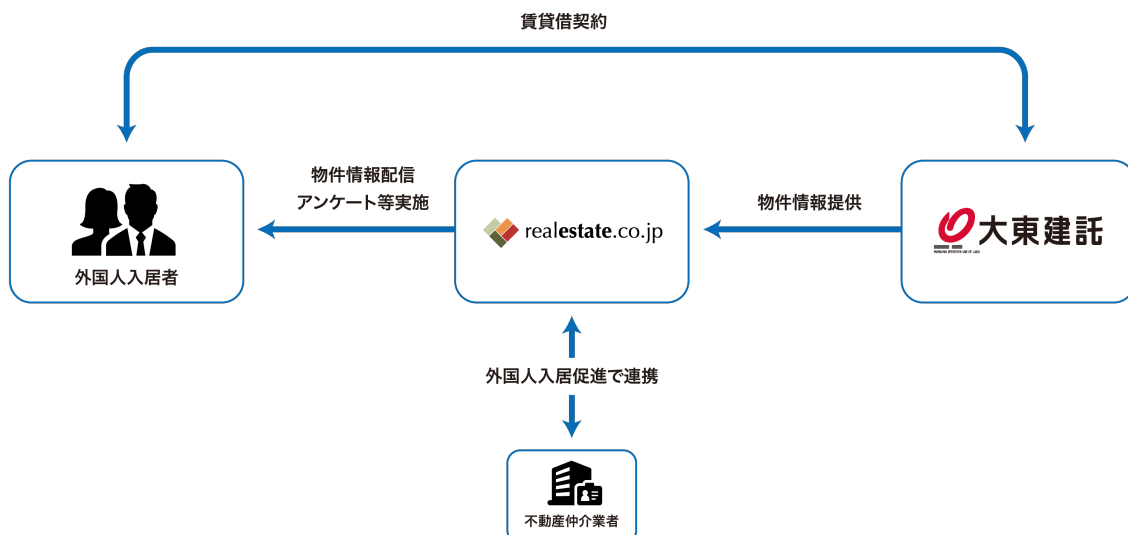 賃貸借契約
物件情報配信
アンケート等実施
物件情報提供
realestate.co.jp
大東建託
外国人入居者
外国人入居促進で連携
不動産仲介業者